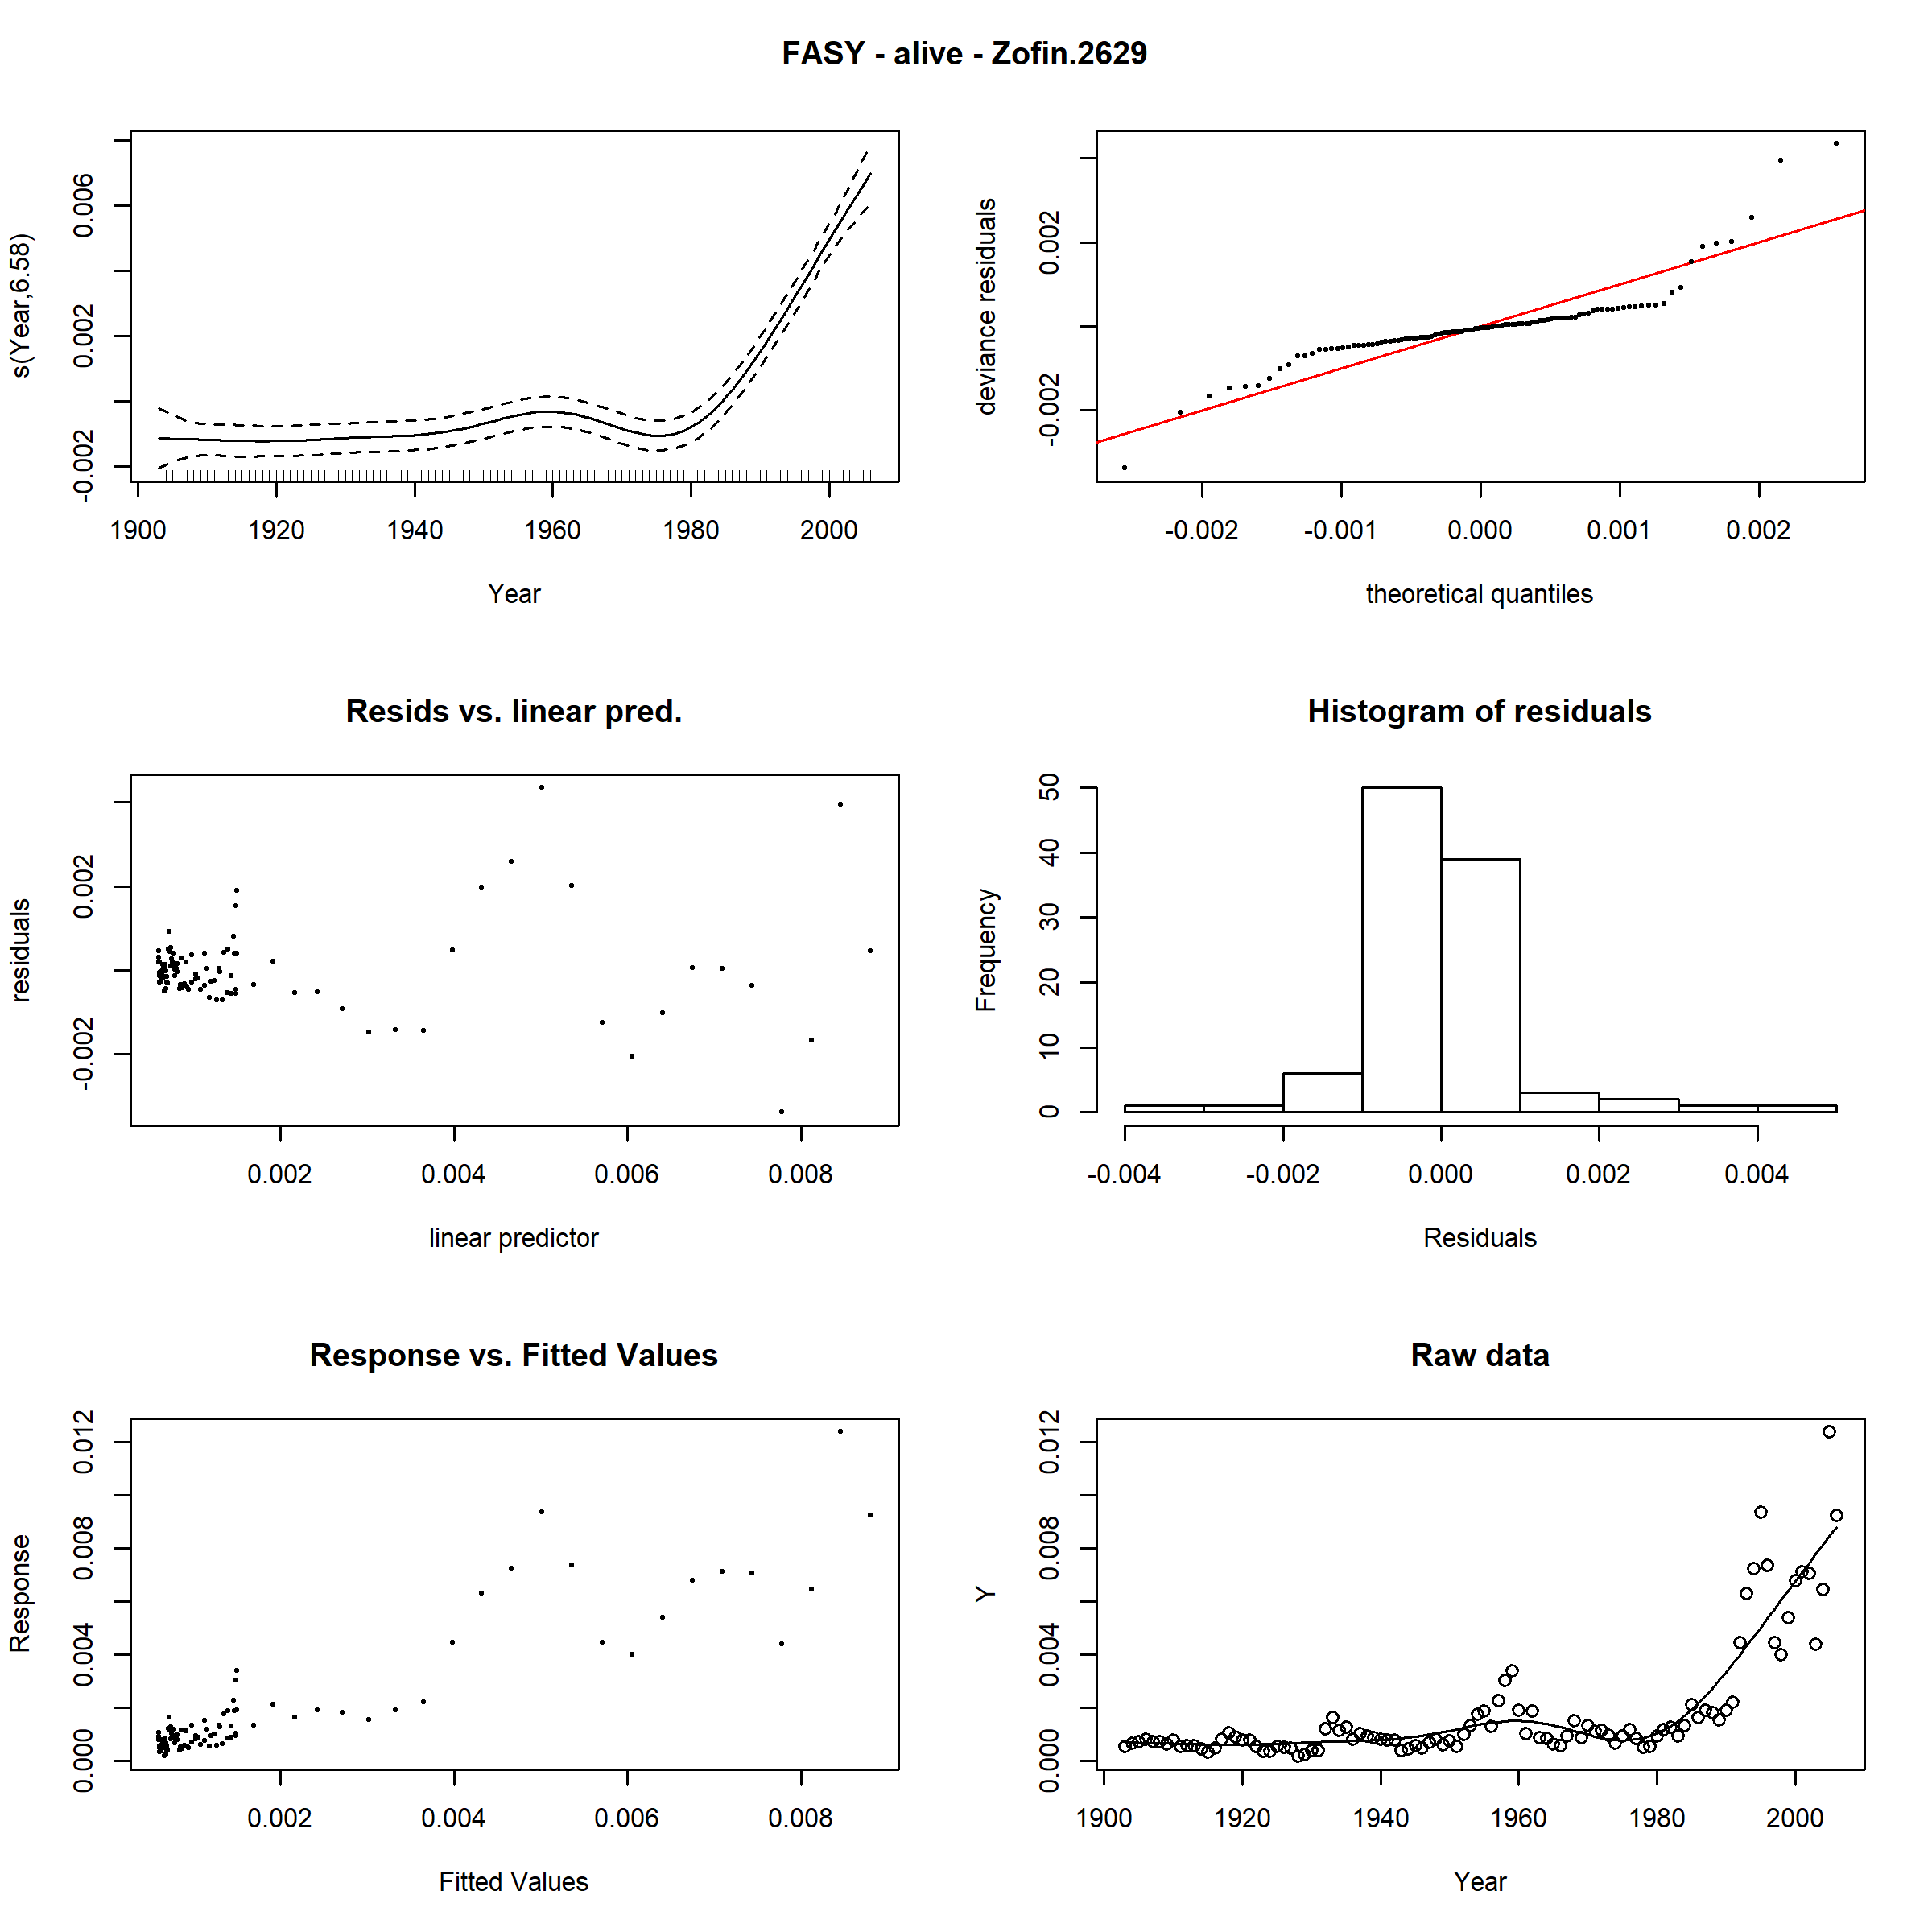 FASY - alive - Zofin.2629
s(Year,6.58)
-0.002 0.002 0.006
1900 1920 1940 1960 1980 2000
Year
deviance residuals
-0.002 0.002
-0.002 -0.001 0.000 0.001 0.002
theoretical quantiles
Resids vs. linear pred.
residuals
-0.002 0.002
0.002 0.004 0.006 0.008
linear predictor
Histogram of residuals
Frequency
0 10 20 30 40 50
-0.004 -0.002 0.000 0.002 0.004
Residuals
Response vs. Fitted Values
Response
0.000 0.004 0.008 0.012
0.002 0.004 0.006 0.008
Fitted Values
Raw data
Y
0.000 0.004 0.008 0.012
1900 1920 1940 1960 1980 2000
Year